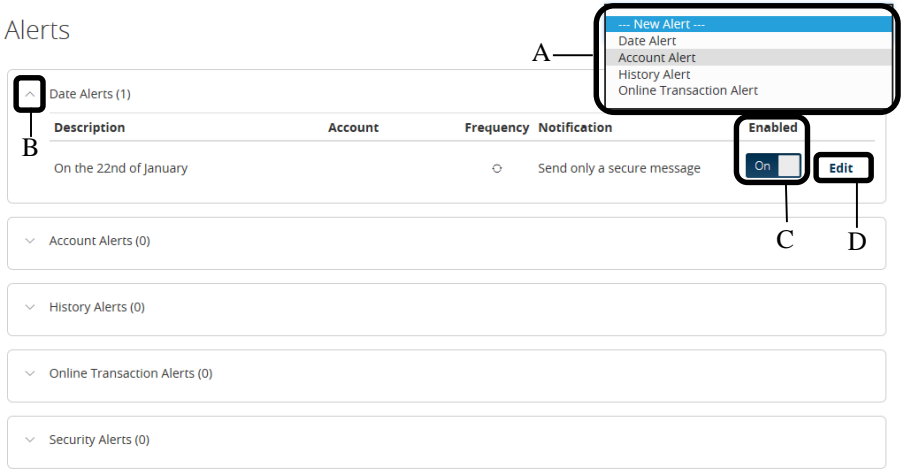 Alerts
--- New Alert ---
Date Alert
Account Alert
History Alert
Online Transaction Alert
A
Date Alerts (1)
B
Description Account Frequency Notification Enabled
On the 22nd of January Send only a secure message On Edit
C D
Account Alerts (0)
History Alerts (0)
Online Transaction Alerts (0)
Security Alerts (0)